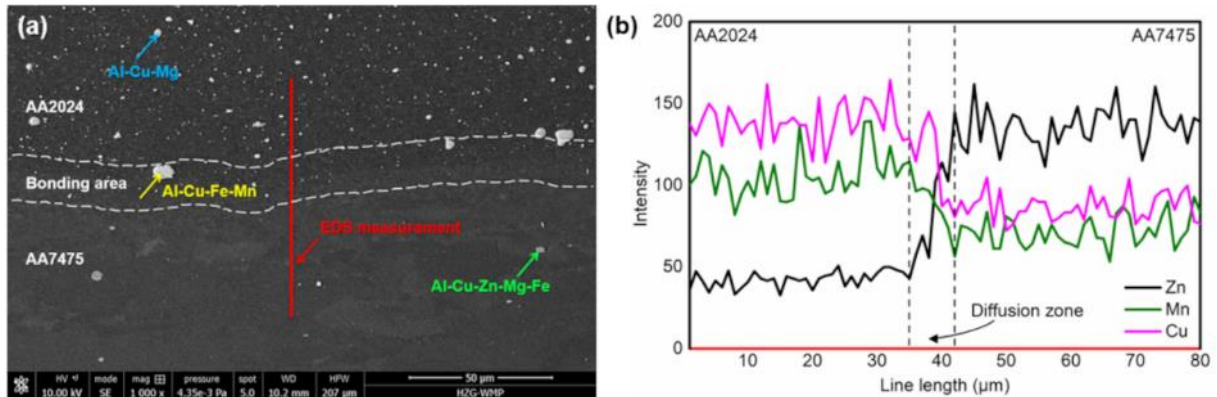 (a)
Al-Cu-Mg
AA2024
Bonding area
Al-Cu-Fe-Mn
EDS measurement
AA7475
Al-Cu-Zn-Mg-Fe
HV mode mag pressure spot WD HFW 50 µm
10.00 kV SE 1 000 x 4.35e-3 Pa 5.0 10.2 mm 207 µm HZG-WMP
(b)
200
150
100
50
0
Intensity
AA2024 AA7475
Zn
Mn
Cu
Diffusion zone
10 20 30 40 50 60 70 80
Line length (µm)